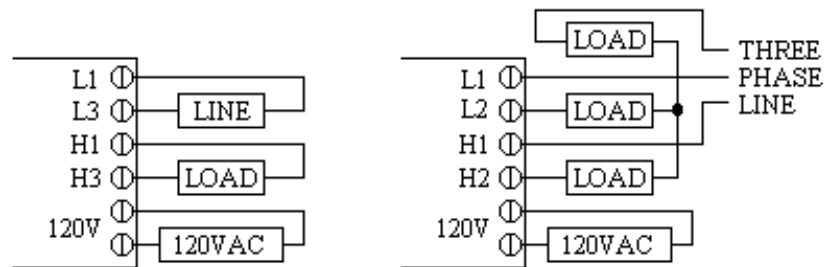 L1
L3 LINE
H1
H3 LOAD
120V
120VAC
LOAD THREE
L1 PHASE
L2 LOAD LINE
H1
H2 LOAD
120V
120VAC